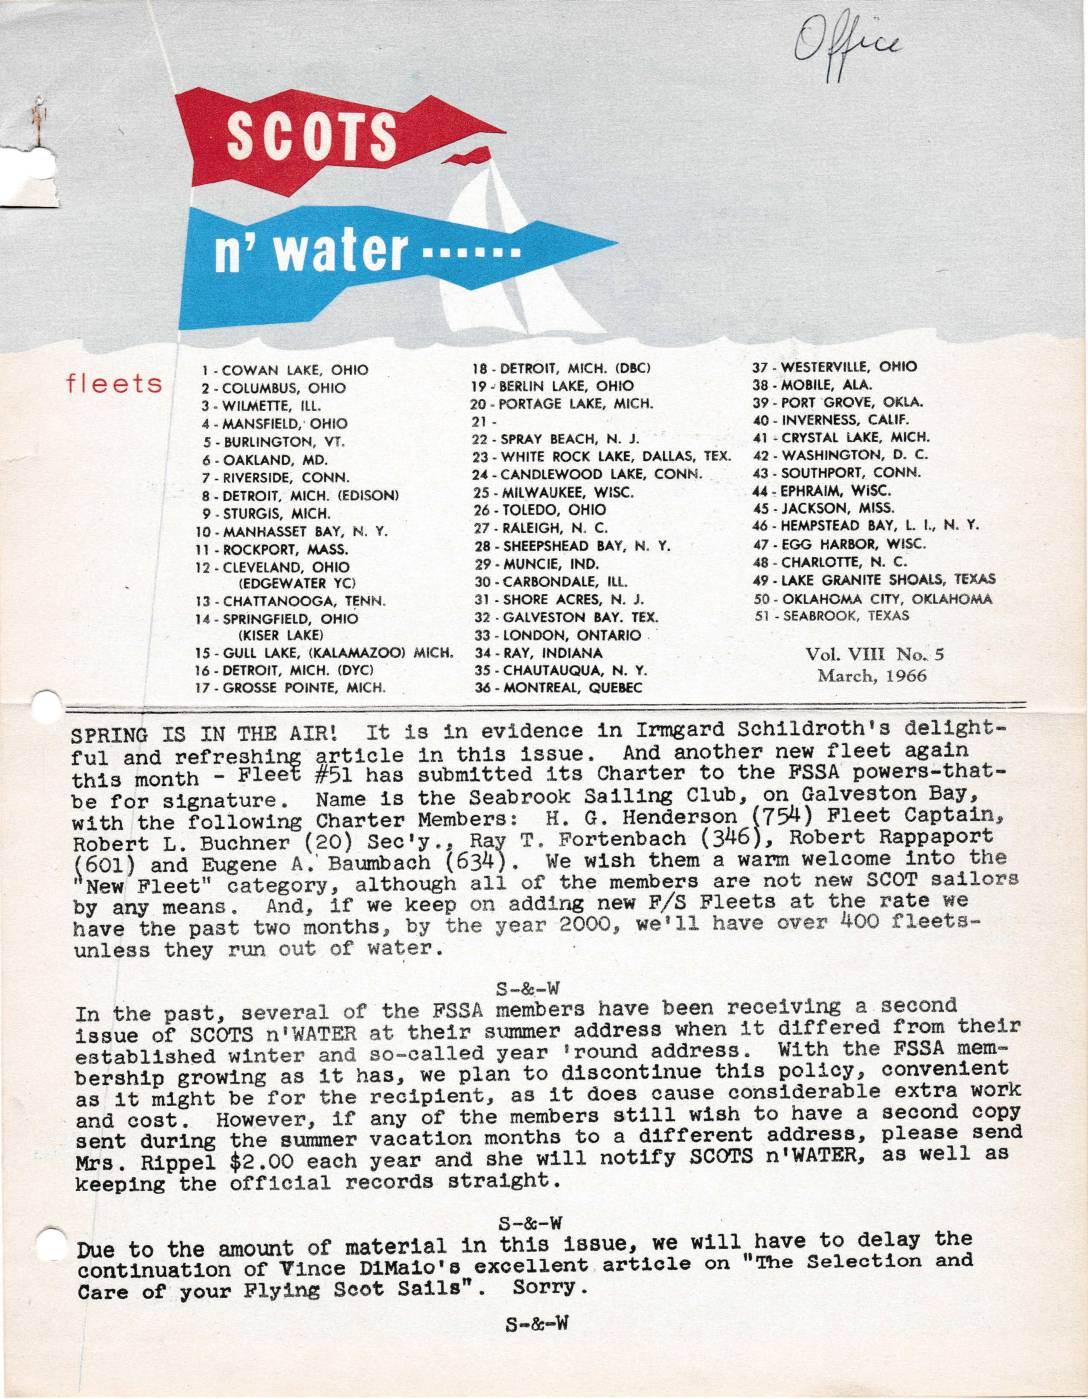 Office
SCOTS
n' water ......
fleets
1 - COWAN LAKE, OHIO
2 - COLUMBUS, OHIO
3 - WILMETTE, ILL.
4 - MANSFIELD, OHIO
5 - BURLINGTON, VT.
6 - OAKLAND, MD.
7 - RIVERSIDE, CONN.
8 - DETROIT, MICH. (EDISON)
9 - STURGIS, MICH.
10 - MANHASSET BAY, N. Y.
11 - ROCKPORT, MASS.
12 - CLEVELAND, OHIO
(EDGEWATER YC)
13 - CHATTANOOGA, TENN.
14 - SPRINGFIELD, OHIO
(KISER LAKE)
15 - GULL LAKE, (KALAMAZOO) MICH.
16 - DETROIT, MICH. (DYC)
17 - GROSSE POINTE, MICH.
18 - DETROIT, MICH. (DBC)
19 - BERLIN LAKE, OHIO
20 - PORTAGE LAKE, MICH.
21 -
22 - SPRAY BEACH, N. J.
23 - WHITE ROCK LAKE, DALLAS, TEX.
24 - CANDLEWOOD LAKE, CONN.
25 - MILWAUKEE, WISC.
26 - TOLEDO, OHIO
27 - RALEIGH, N. C.
28 - SHEEPSHEAD BAY, N. Y.
29 - MUNCIE, IND.
30 - CARBONDALE, ILL.
31 - SHORE ACRES, N. J.
32 - GALVESTON BAY. TEX.
33 - LONDON, ONTARIO
34 - RAY, INDIANA
35 - CHAUTAUQUA, N. Y.
36 - MONTREAL, QUEBEC
37 - WESTERVILLE, OHIO
38 - MOBILE, ALA.
39 - PORT GROVE, OKLA.
40 - INVERNESS, CALIF.
41 - CRYSTAL LAKE, MICH.
42 - WASHINGTON, D. C.
43 - SOUTHPORT, CONN.
44 - EPHRAIM, WISC.
45 - JACKSON, MISS.
46 - HEMPSTEAD BAY, L. I., N. Y.
47 - EGG HARBOR, WISC.
48 - CHARLOTTE, N. C.
49 - LAKE GRANITE SHOALS, TEXAS
50 - OKLAHOMA CITY, OKLAHOMA
51 - SEABROOK, TEXAS
Vol. VIII No. 5
March, 1966
SPRING IS IN THE AIR! It is in evidence in Irmgard Schildroth's delight-
ful and refreshing article in this issue. And another new fleet again
this month - Fleet #51 has submitted its Charter to the FSSA powers-that-
be for signature. Name is the Seabrook Sailing Club, on Galveston Bay,
with the following Charter Members: H. G. Henderson (754) Fleet Captain,
Robert L. Buchner (20) Sec'y., Ray T. Fortenbach (346), Robert Rappaport
(601) and Eugene A. Baumbach (634). We wish them a warm welcome into the
"New Fleet" category, although all of the members are not new SCOT sailors
by any means. And, if we keep on adding new F/S Fleets at the rate we
have the past two months, by the year 2000, we'll have over 400 fleets-
unless they run out of water.
S-&-W
In the past, several of the FSSA members have been receiving a second
issue of SCOTS n'WATER at their summer address when it differed from their
established winter and so-called year 'round address. With the FSSA mem-
bership growing as it has, we plan to discontinue this policy, convenient
as it might be for the recipient, as it does cause considerable extra work
and cost. However, if any of the members still wish to have a second copy
sent during the summer vacation months to a different address, please send
Mrs. Rippel $2.00 each year and she will notify SCOTS n'WATER, as well as
keeping the official records straight.
S-&-W
Due to the amount of material in this issue, we will have to delay the
continuation of Vince DiMaio's excellent article on "The Selection and
Care of your Flying Scot Sails". Sorry.
S-&-W